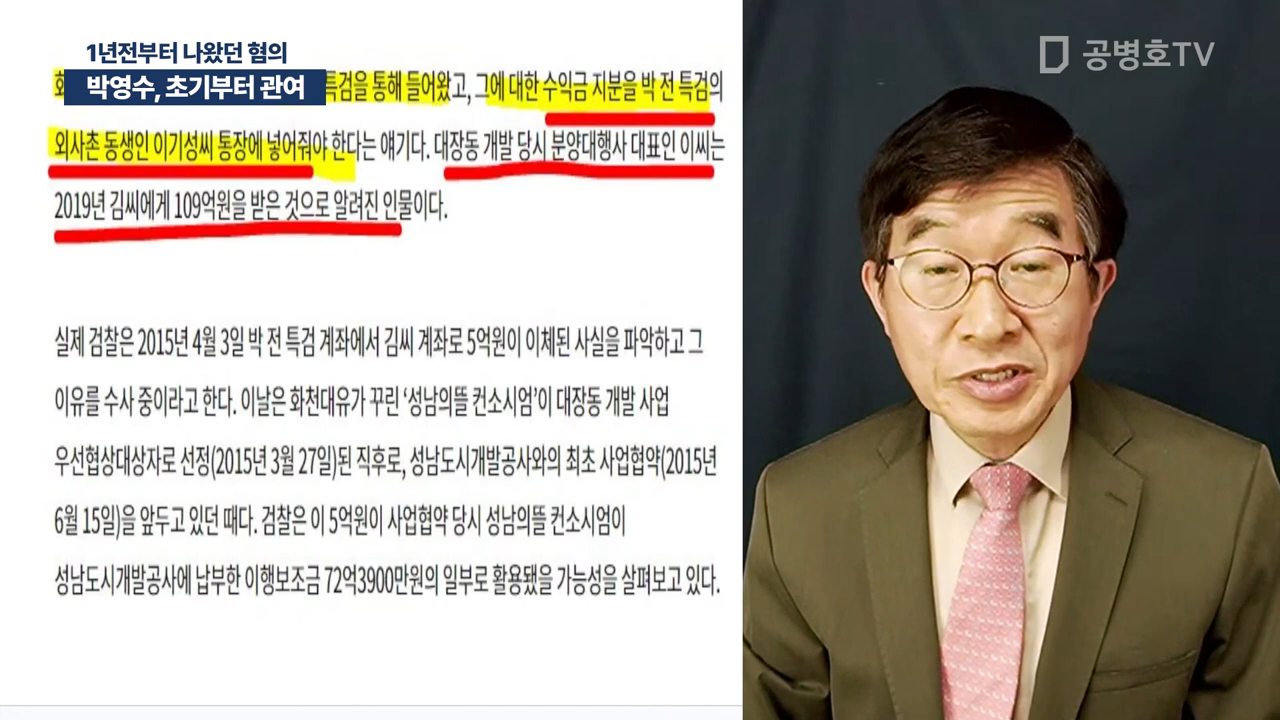 1년전부터 나왔던 혐의
박영수, 초기부터 관여
공병호TV
특검을 통해 들어왔고, 그에 대한 수익금 지분을 박 전 특검의
외사촌 동생인 이기성씨 통장에 넣어줘야 한다는 얘기다. 대장동 개발 당시 분양대행사 대표인 이씨는
2019년 김씨에게 109억원을 받은 것으로 알려진 인물이다.
실제 검찰은 2015년 4월 3일 박 전 특검 계좌에서 김씨 계좌로 5억원이 이체된 사실을 파악하고 그
이유를 수사 중이라고 한다. 이날은 화천대유가 꾸린 ‘성남의뜰 컨소시엄’이 대장동 개발 사업
우선협상대상자로 선정(2015년 3월 27일)된 직후로, 성남도시개발공사와의 최초 사업협약(2015년
6월 15일)을 앞두고 있던 때다. 검찰은 이 5억원이 사업협약 당시 성남의뜰 컨소시엄이
성남도시개발공사에 납부한 이행보조금 72억3900만원의 일부로 활용됐을 가능성을 살펴보고 있다.